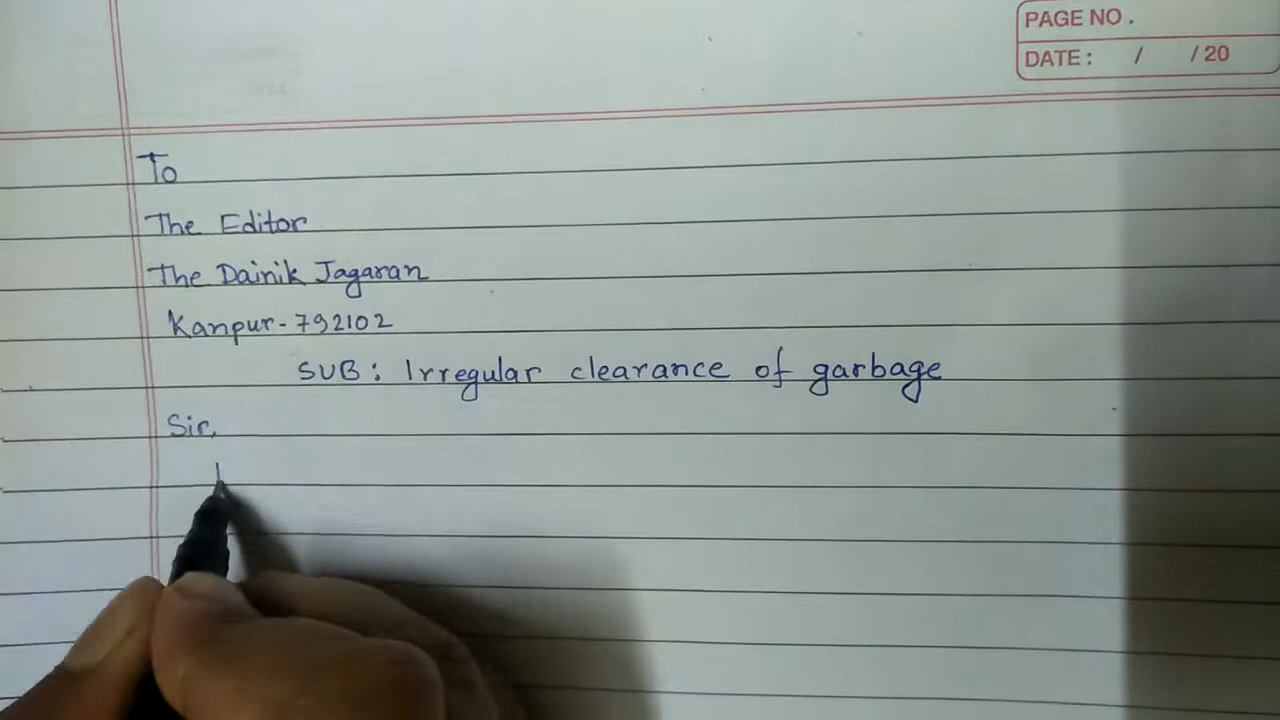 PAGE NO.
DATE: / /20
To
The Editor
The Dainik Jagaran
Kanpur-792102
SUB: Irregular clearance of garbage
Sir,
I